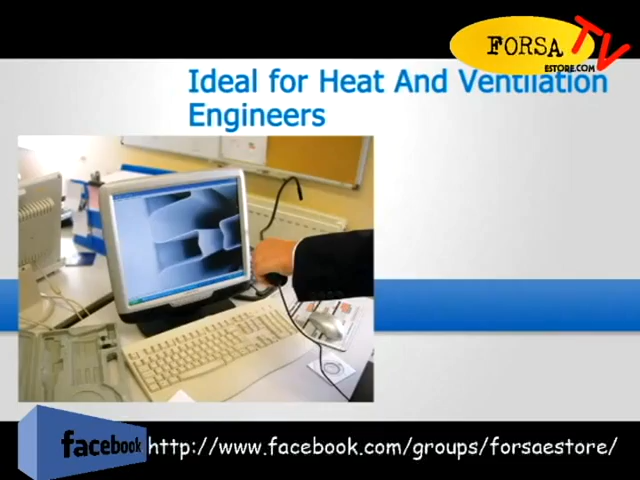 FORSA TV
ESTORE.COM
Ideal for Heat And Ventilation
Engineers
facebook
http://www.facebook.com/groups/forsaestore/